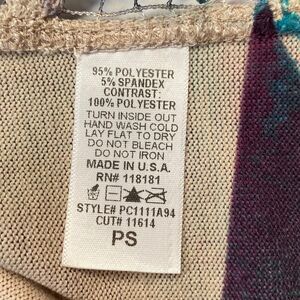 95% POLYESTER
5% SPANDEX
CONTRAST:
100% POLYESTER
TURN INSIDE OUT
HAND WASH COLD
LAY FLAT TO DRY
DO NOT BLEACH
DO NOT IRON
MADE IN U.S.A.
RN# 118181
STYLE# PC1111A94
CUT# 11614
PS